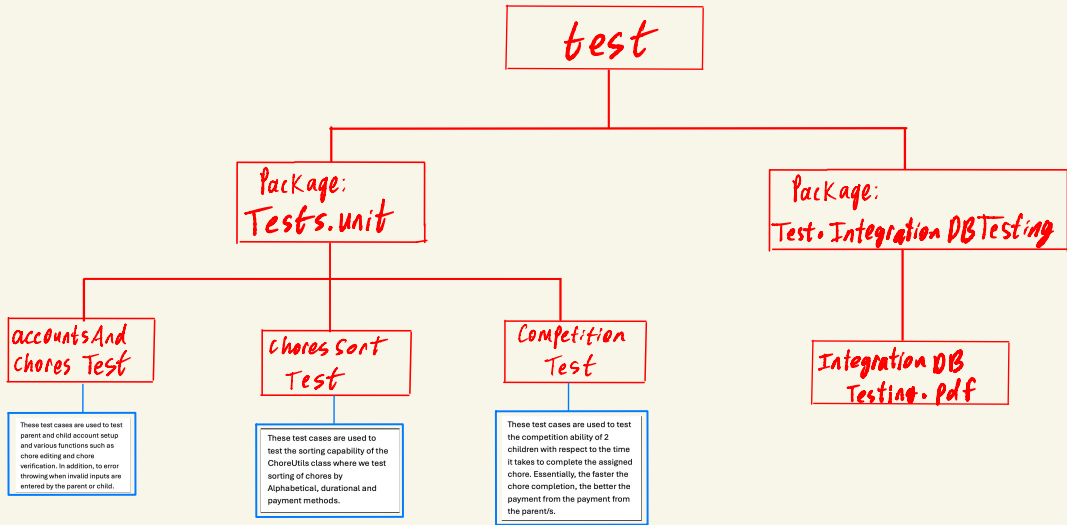 test
Package:
Tests.unit
Package:
Test.Integration DB Testing
accountsAnd
Chores Test
Chores Sort
Test
Competition
Test
Integration DB
Testing.pdf
These test cases are used to test
parent and child account setup
and various functions such as
chore editing and chore
verification. In addition, to error
throwing when invalid inputs are
entered by the parent or child.
These test cases are used to
test the sorting capability of the
ChoreUtils class where we test
sorting of chores by
Alphabetical, durational and
payment methods.
These test cases are used to test
the competition ability of 2
children with respect to the time
it takes to complete the assigned
chore. Essentially, the faster the
chore completion, the better the
payment from the payment from
the parent/s.